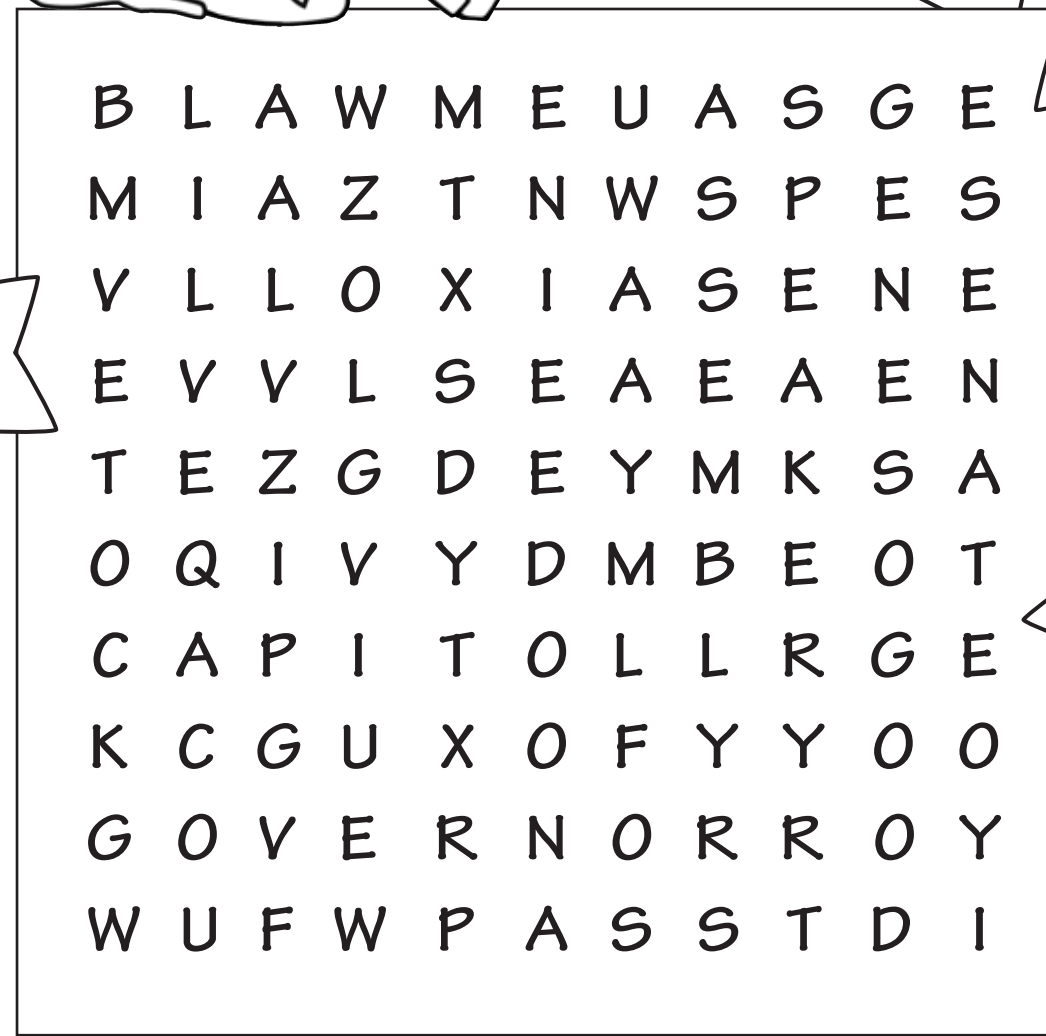 B L A W M E U A S G E
M I A Z T N W S P E S
V L L O X I A S E N E
E V V L S E A E A E N
T E Z G D E Y M K S A
O Q I V Y D M B E O T
C A P I T O L L R G E
K C G U X O F Y Y O O
G O V E R N O R R O Y
W U F W P A S S T D I